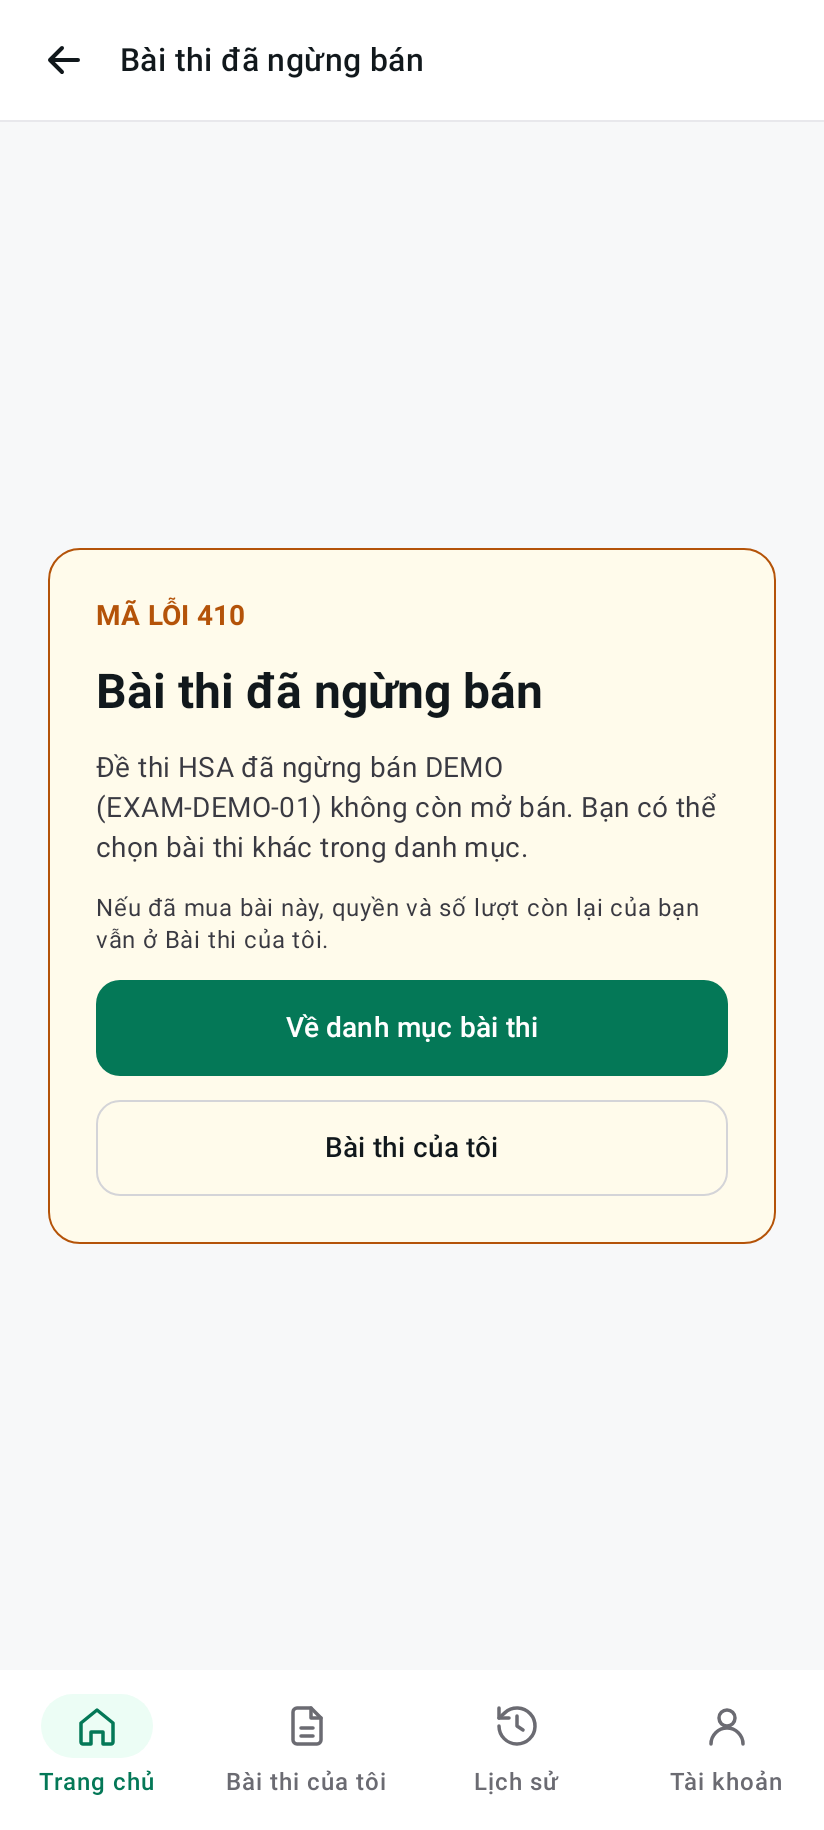 Bài thi đã ngừng bán
MÃ LỖI 410
Bài thi đã ngừng bán
Đề thi HSA đã ngừng bán DEMO
(EXAM-DEMO-01) không còn mở bán. Bạn có thể
chọn bài thi khác trong danh mục.
Nếu đã mua bài này, quyền và số lượt còn lại của bạn
vẫn ở Bài thi của tôi.
Về danh mục bài thi
Bài thi của tôi
Trang chủ
Bài thi của tôi
Lịch sử
Tài khoản